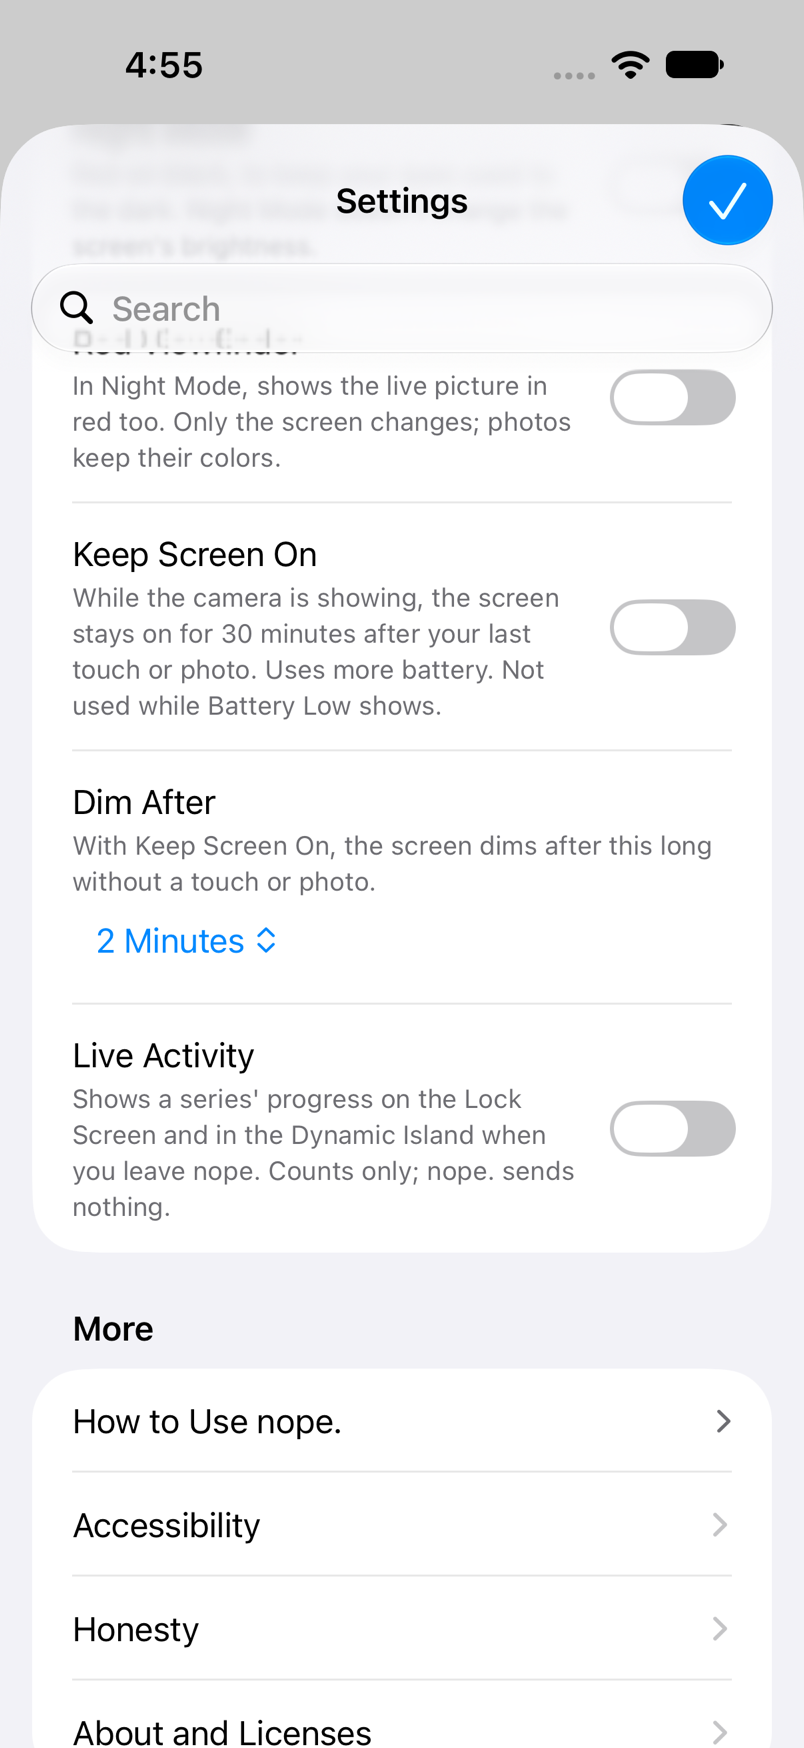 4:55
Settings
Search
In Night Mode, shows the live picture in
red too. Only the screen changes; photos
keep their colors.
Keep Screen On
While the camera is showing, the screen
stays on for 30 minutes after your last
touch or photo. Uses more battery. Not
used while Battery Low shows.
Dim After
With Keep Screen On, the screen dims after this long
without a touch or photo.
2 Minutes
Live Activity
Shows a series' progress on the Lock
Screen and in the Dynamic Island when
you leave nope. Counts only; nope. sends
nothing.
More
How to Use nope.
Accessibility
Honesty
About and Licenses